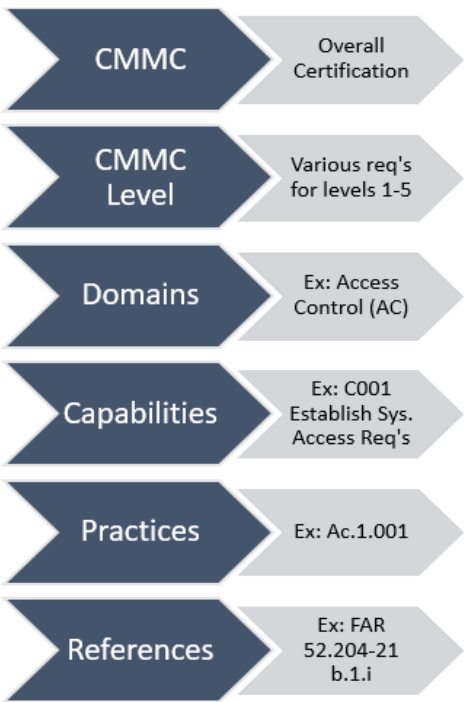 CMMC
Overall
Certification
CMMC
Level
Various req's
for levels 1-5
Domains
Ex: Access
Control (AC)
Capabilities
Ex: C001
Establish Sys.
Access Req's
Practices
Ex: Ac.1.001
References
Ex: FAR
52.204-21
b.1.i